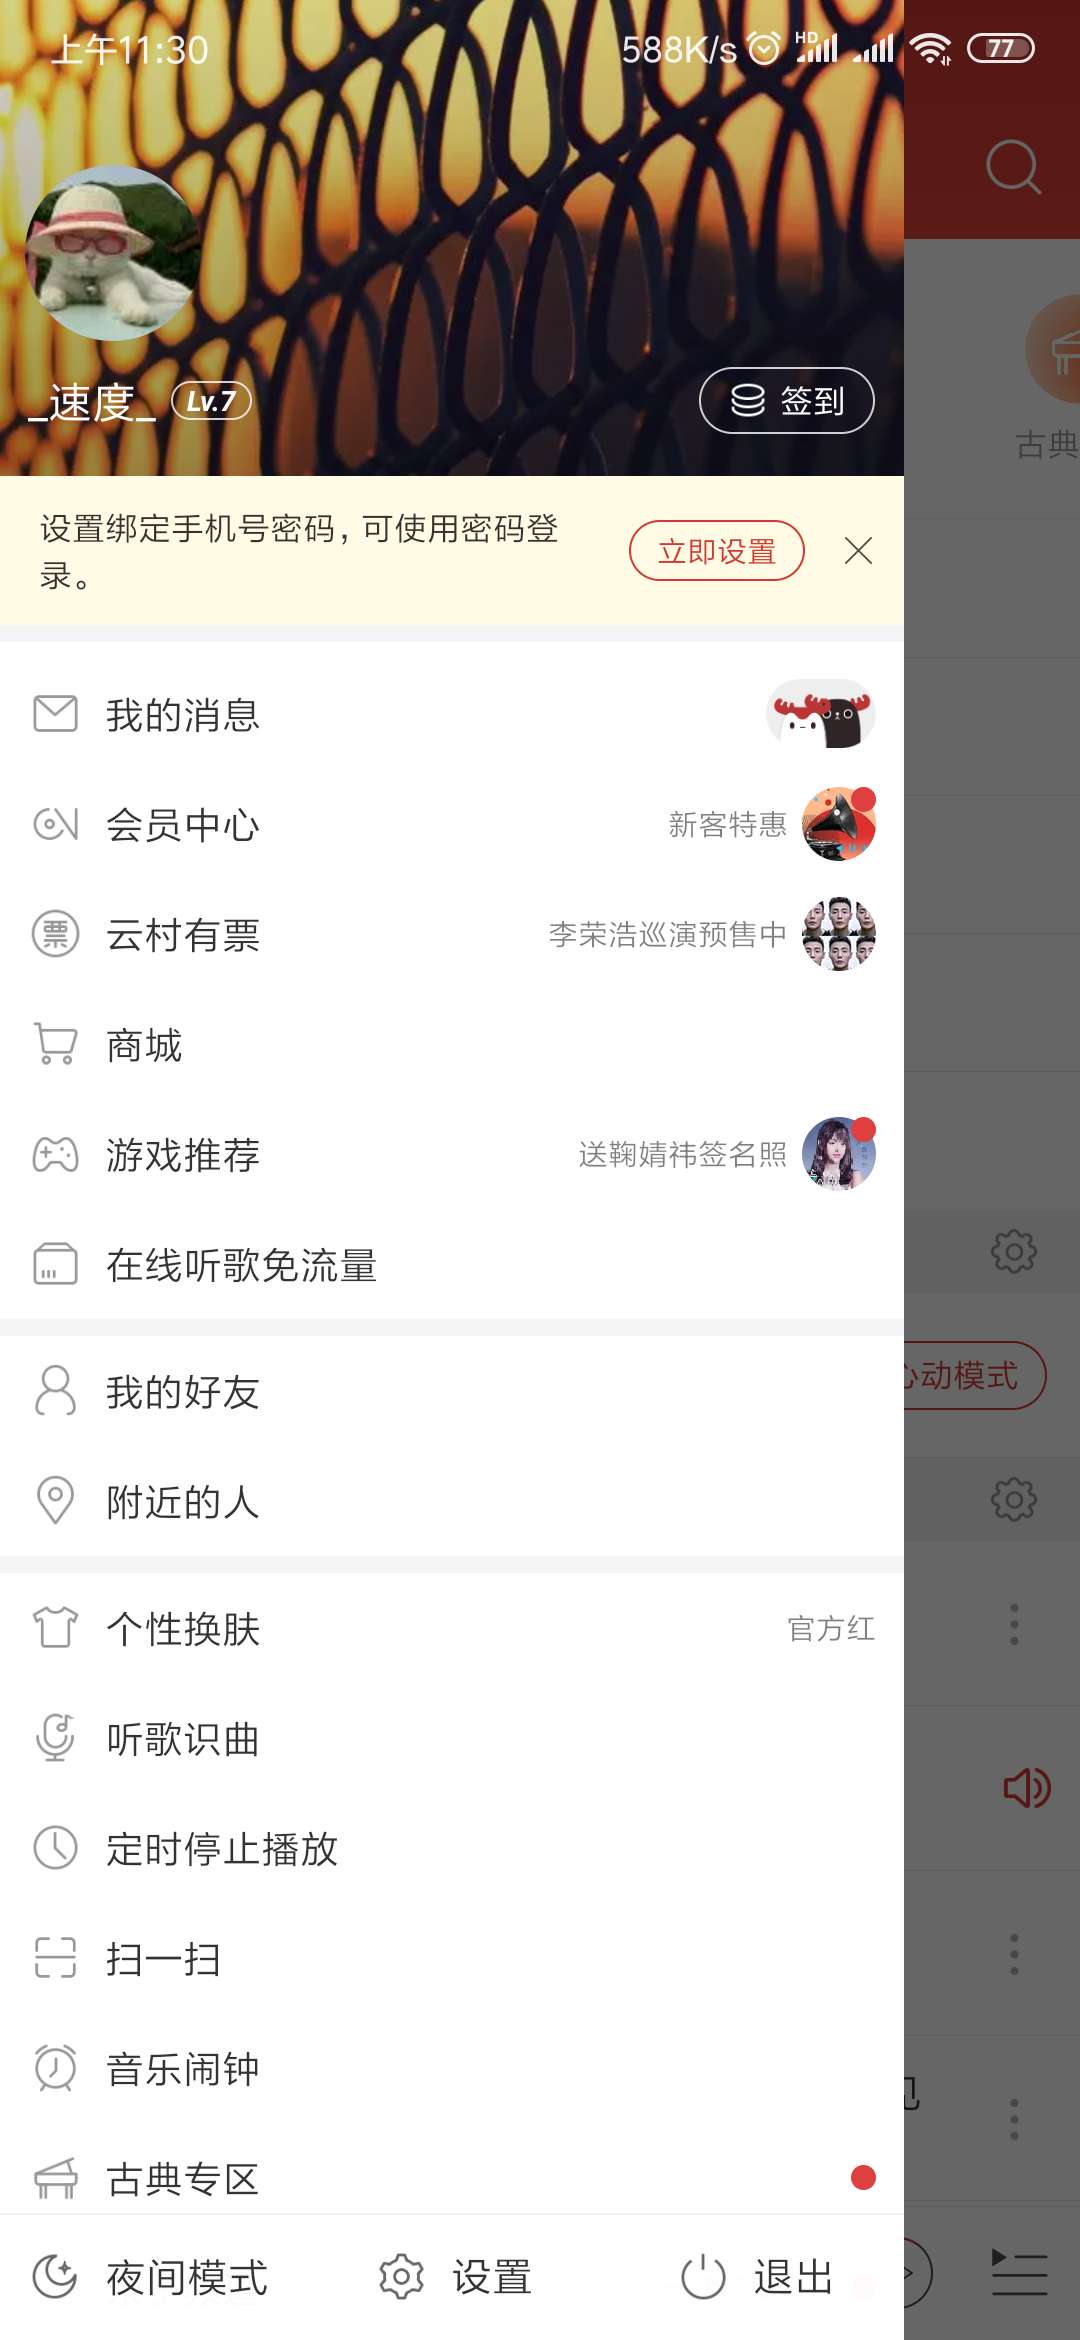 上午11:30
588K/s
HD
77
_速度_
Lv.7
签到
古典
设置绑定手机号密码，可使用密码登
录。
立即设置
我的消息
会员中心
新客特惠
票
云村有票
李荣浩巡演预售中
商城
游戏推荐
送鞠婧祎签名照
在线听歌免流量
心动模式
我的好友
附近的人
个性换肤
官方红
听歌识曲
定时停止播放
扫一扫
音乐闹钟
古典专区
夜间模式
设置
退出